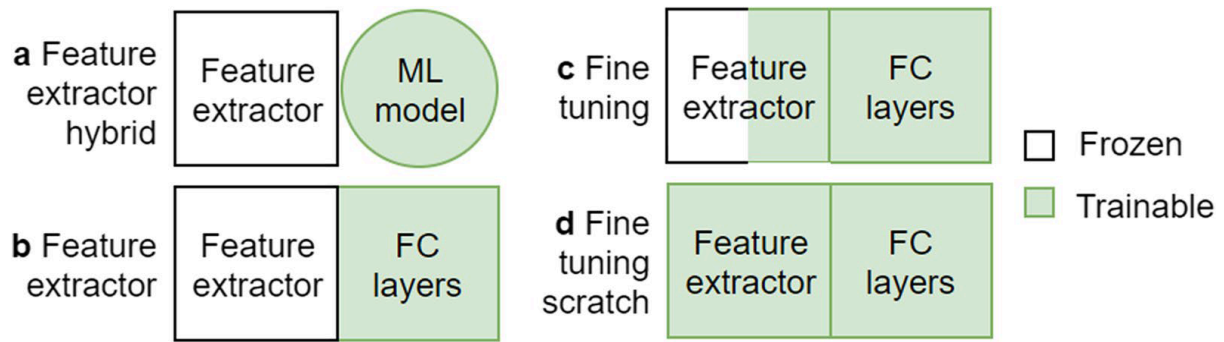 a Feature
extractor
hybrid
Feature
extractor
ML
model
b Feature
extractor
Feature
extractor
FC
layers
c Fine
tuning
Feature
extractor
FC
layers
d Fine
tuning
scratch
Feature
extractor
FC
layers
Frozen
Trainable